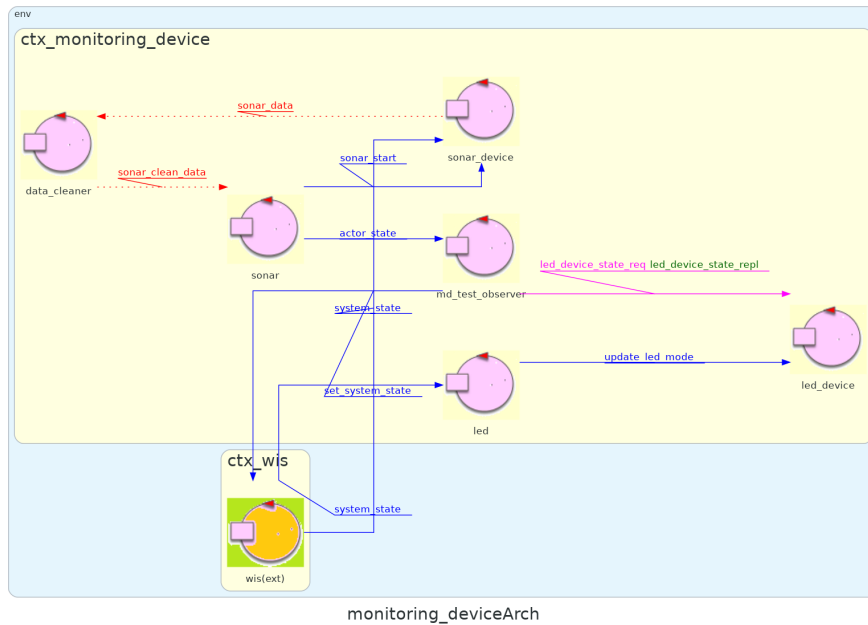 env
ctx_monitoring_device
sonar_data
sonar_device
sonar_start
sonar_clean_data
data_cleaner
actor_state
sonar
led_device_state_req led_device_state_repl
md_test_observer
system_state
update_led_mode
led_device
set_system_state
led
ctx_wis
system_state
wis(ext)
monitoring_deviceArch